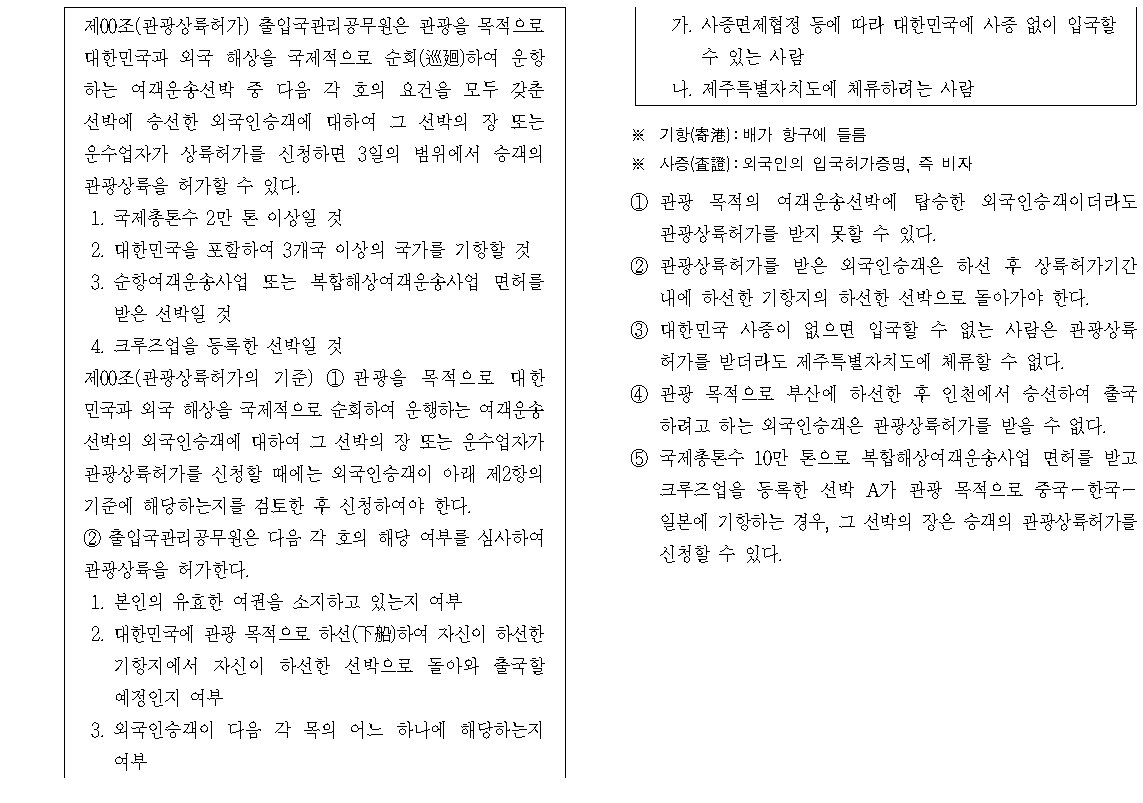 제00조(관광상륙허가) 출입국관리공무원은 관광을 목적으로
대한민국과 외국 해상을 국제적으로 순회(巡廻)하여 운항
하는 여객운송선박 중 다음 각 호의 요건을 모두 갖춘
선박에 승선한 외국인승객에 대하여 그 선박의 장 또는
운수업자가 상륙허가를 신청하면 3일의 범위에서 승객의
관광상륙을 허가할 수 있다.
1. 국제총톤수 2만 톤 이상일 것
2. 대한민국을 포함하여 3개국 이상의 국가를 기항할 것
3. 순항여객운송사업 또는 복합해상여객운송사업 면허를
받은 선박일 것
4. 크루즈업을 등록한 선박일 것
제00조(관광상륙허가의 기준) ① 관광을 목적으로 대한
민국과 외국 해상을 국제적으로 순회하여 운행하는 여객운송
선박의 외국인승객에 대하여 그 선박의 장 또는 운수업자가
관광상륙허가를 신청할 때에는 외국인승객이 아래 제2항의
기준에 해당하는지를 검토한 후 신청하여야 한다.
② 출입국관리공무원은 다음 각 호의 해당 여부를 심사하여
관광상륙을 허가한다.
1. 본인의 유효한 여권을 소지하고 있는지 여부
2. 대한민국에 관광 목적으로 하선(下船)하여 자신이 하선한
기항지에서 자신이 하선한 선박으로 돌아와 출국할
예정인지 여부
3. 외국인승객이 다음 각 목의 어느 하나에 해당하는지
여부
가. 사증면제협정 등에 따라 대한민국에 사증 없이 입국할
수 있는 사람
나. 제주특별자치도에 체류하려는 사람
※ 기항(寄港): 배가 항구에 들름
※ 사증(査證): 외국인의 입국허가증명, 즉 비자
① 관광 목적의 여객운송선박에 탑승한 외국인승객이더라도
관광상륙허가를 받지 못할 수 있다.
② 관광상륙허가를 받은 외국인승객은 하선 후 상륙허가기간
내에 하선한 기항지의 하선한 선박으로 돌아가야 한다.
③ 대한민국 사증이 없으면 입국할 수 없는 사람은 관광상륙
허가를 받더라도 제주특별자치도에 체류할 수 없다.
④ 관광 목적으로 부산에 하선한 후 인천에서 승선하여 출국
하려고 하는 외국인승객은 관광상륙허가를 받을 수 없다.
⑤ 국제총톤수 10만 톤으로 복합해상여객운송사업 면허를 받고
크루즈업을 등록한 선박 A가 관광 목적으로 중국-한국-
일본에 기항하는 경우, 그 선박의 장은 승객의 관광상륙허가를
신청할 수 있다.